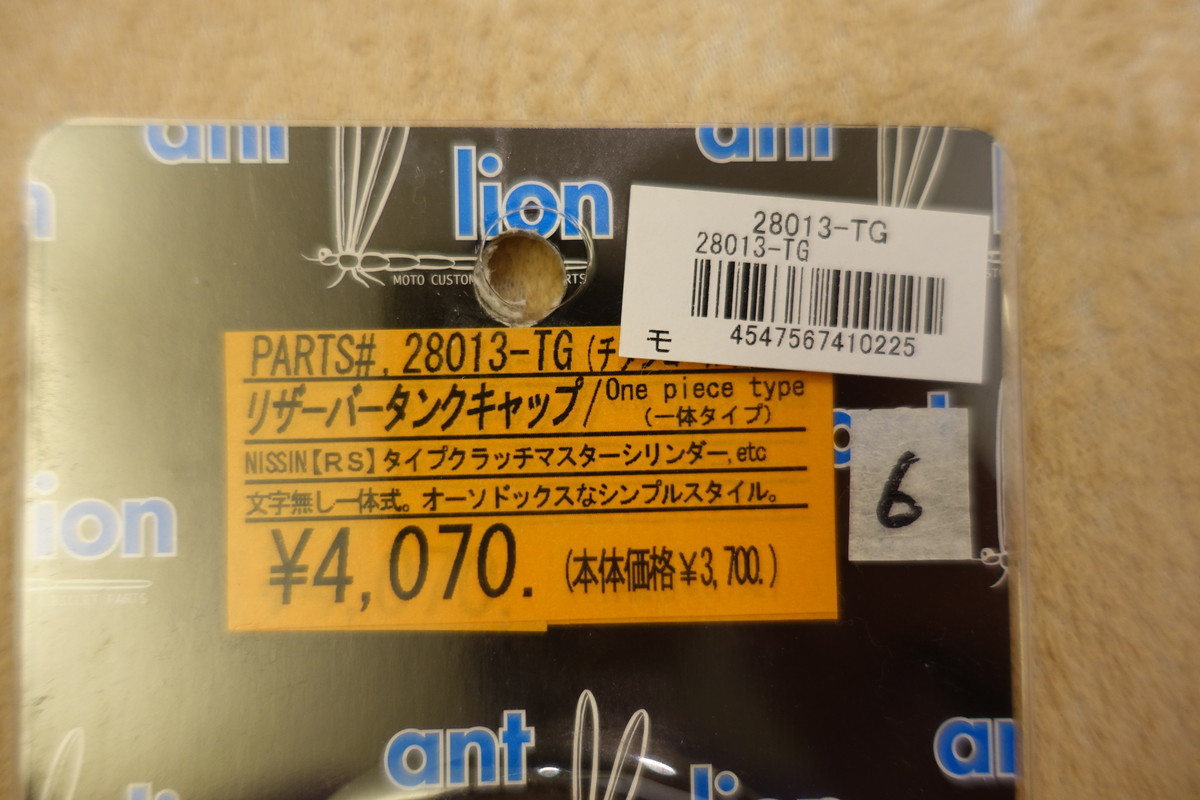 ant
ant
lion
MOTO CUSTOM PARTS
28013-TG
28013-TG
モ 4547567410225
PARTS#. 28013-TG (チ
リザーバータンクキャップ/One piece type
(一体タイプ)
NISSIN【RS】タイプクラッチマスターシリンダー, etc
文字無し一体式。オーソドックスなシンプルスタイル。
¥4,070. (本体価格¥3,700.)
6
ion
PARTS
ant
an